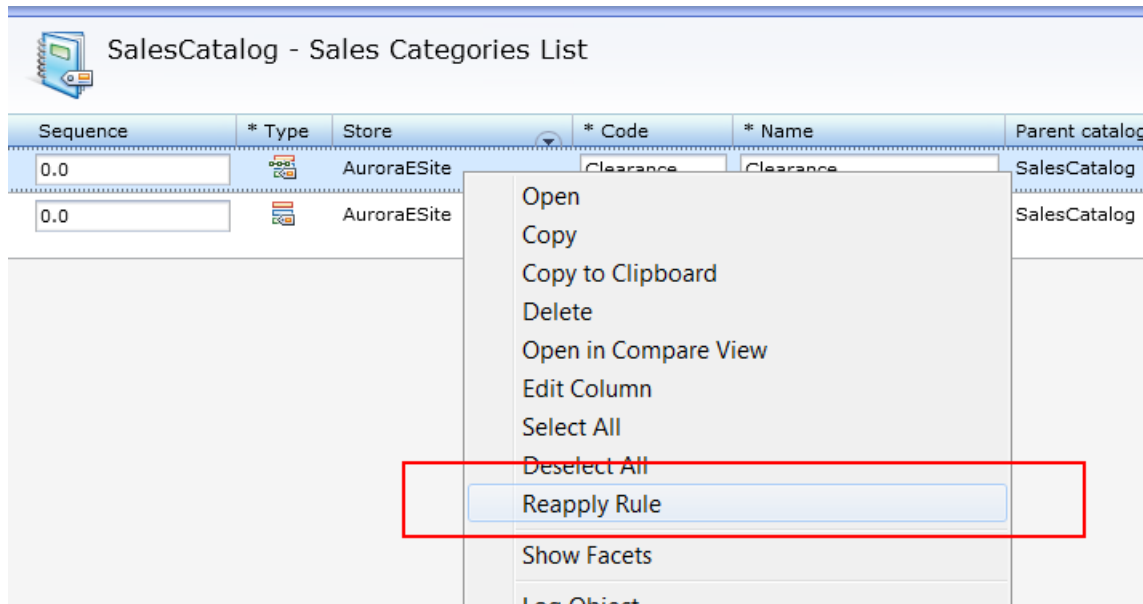 SalesCatalog - Sales Categories List
Sequence * Type Store * Code * Name Parent catalog
0.0 AuroraESite Clearance Clearance SalesCatalog
0.0 AuroraESite SalesCatalog
Open
Copy
Copy to Clipboard
Delete
Open in Compare View
Edit Column
Select All
Deselect All
Reapply Rule
Show Facets
Log Object